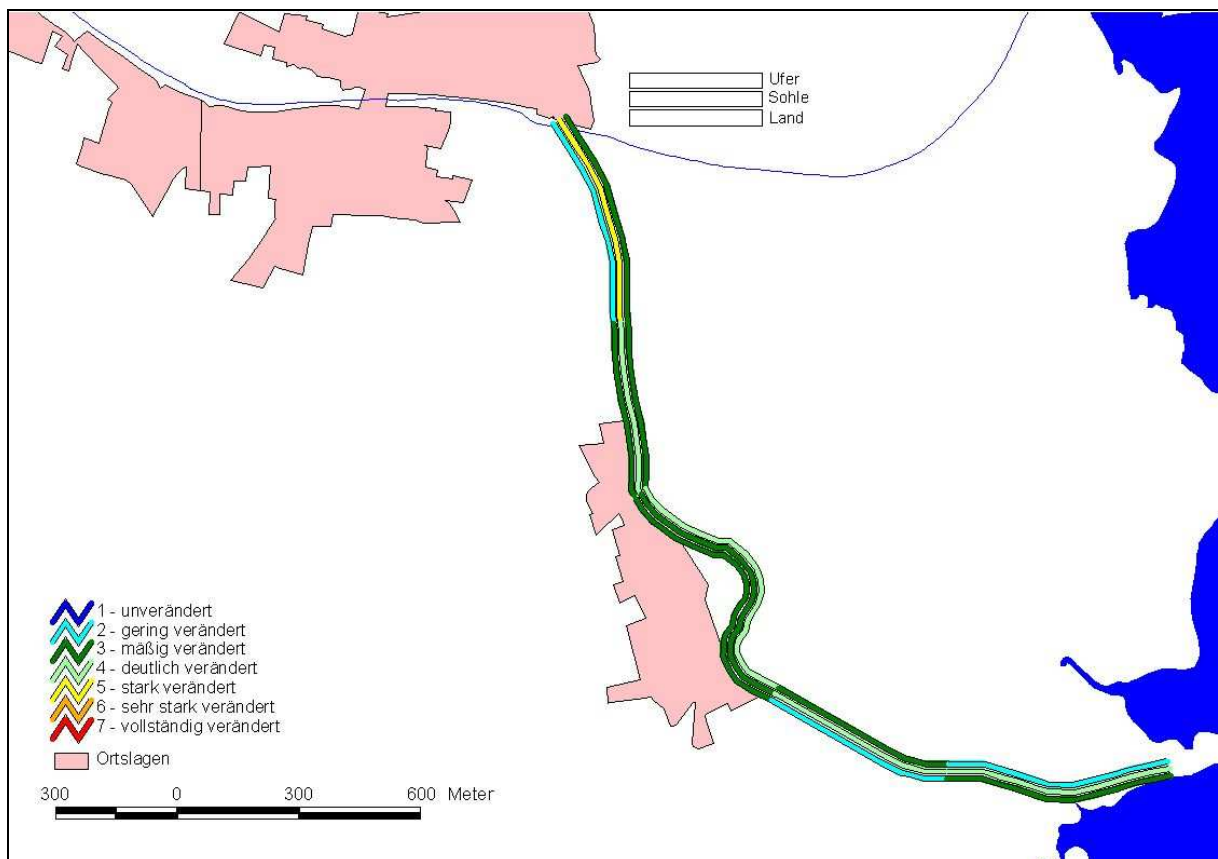 Ufer
Sohle
Land
1 - unverändert
2 - gering verändert
3 - mäßig verändert
4 - deutlich verändert
5 - stark verändert
6 - sehr stark verändert
7 - vollständig verändert
Ortslagen
300 0 300 600 Meter